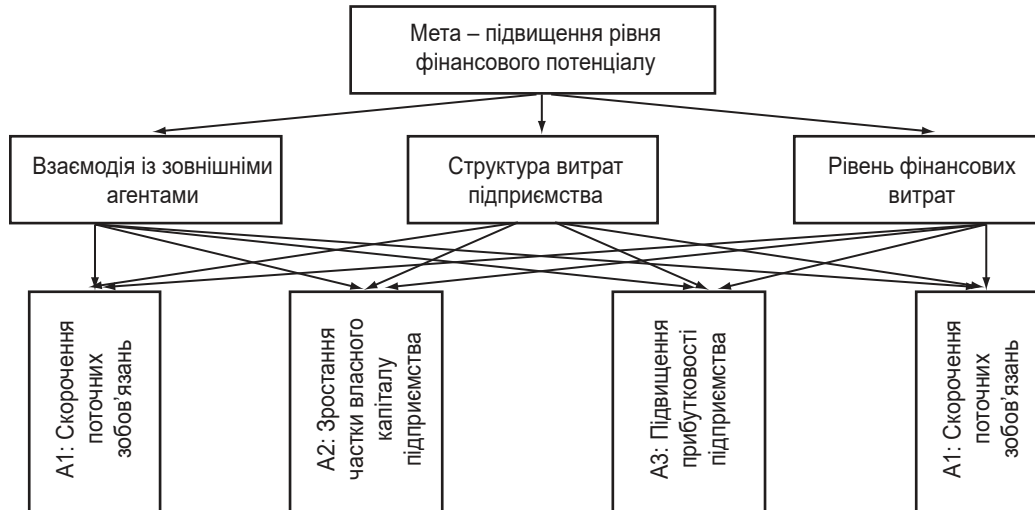 Мета – підвищення рівня
фінансового потенціалу
Взаємодія із зовнішніми
агентами
Структура витрат
підприємства
Рівень фінансових
витрат
А1: Скорочення
поточних
зобов’язань
А2: Зростання
частки власного
капіталу
підприємства
А3: Підвищення
прибутковості
підприємства
А1: Скорочення
поточних
зобов’язань